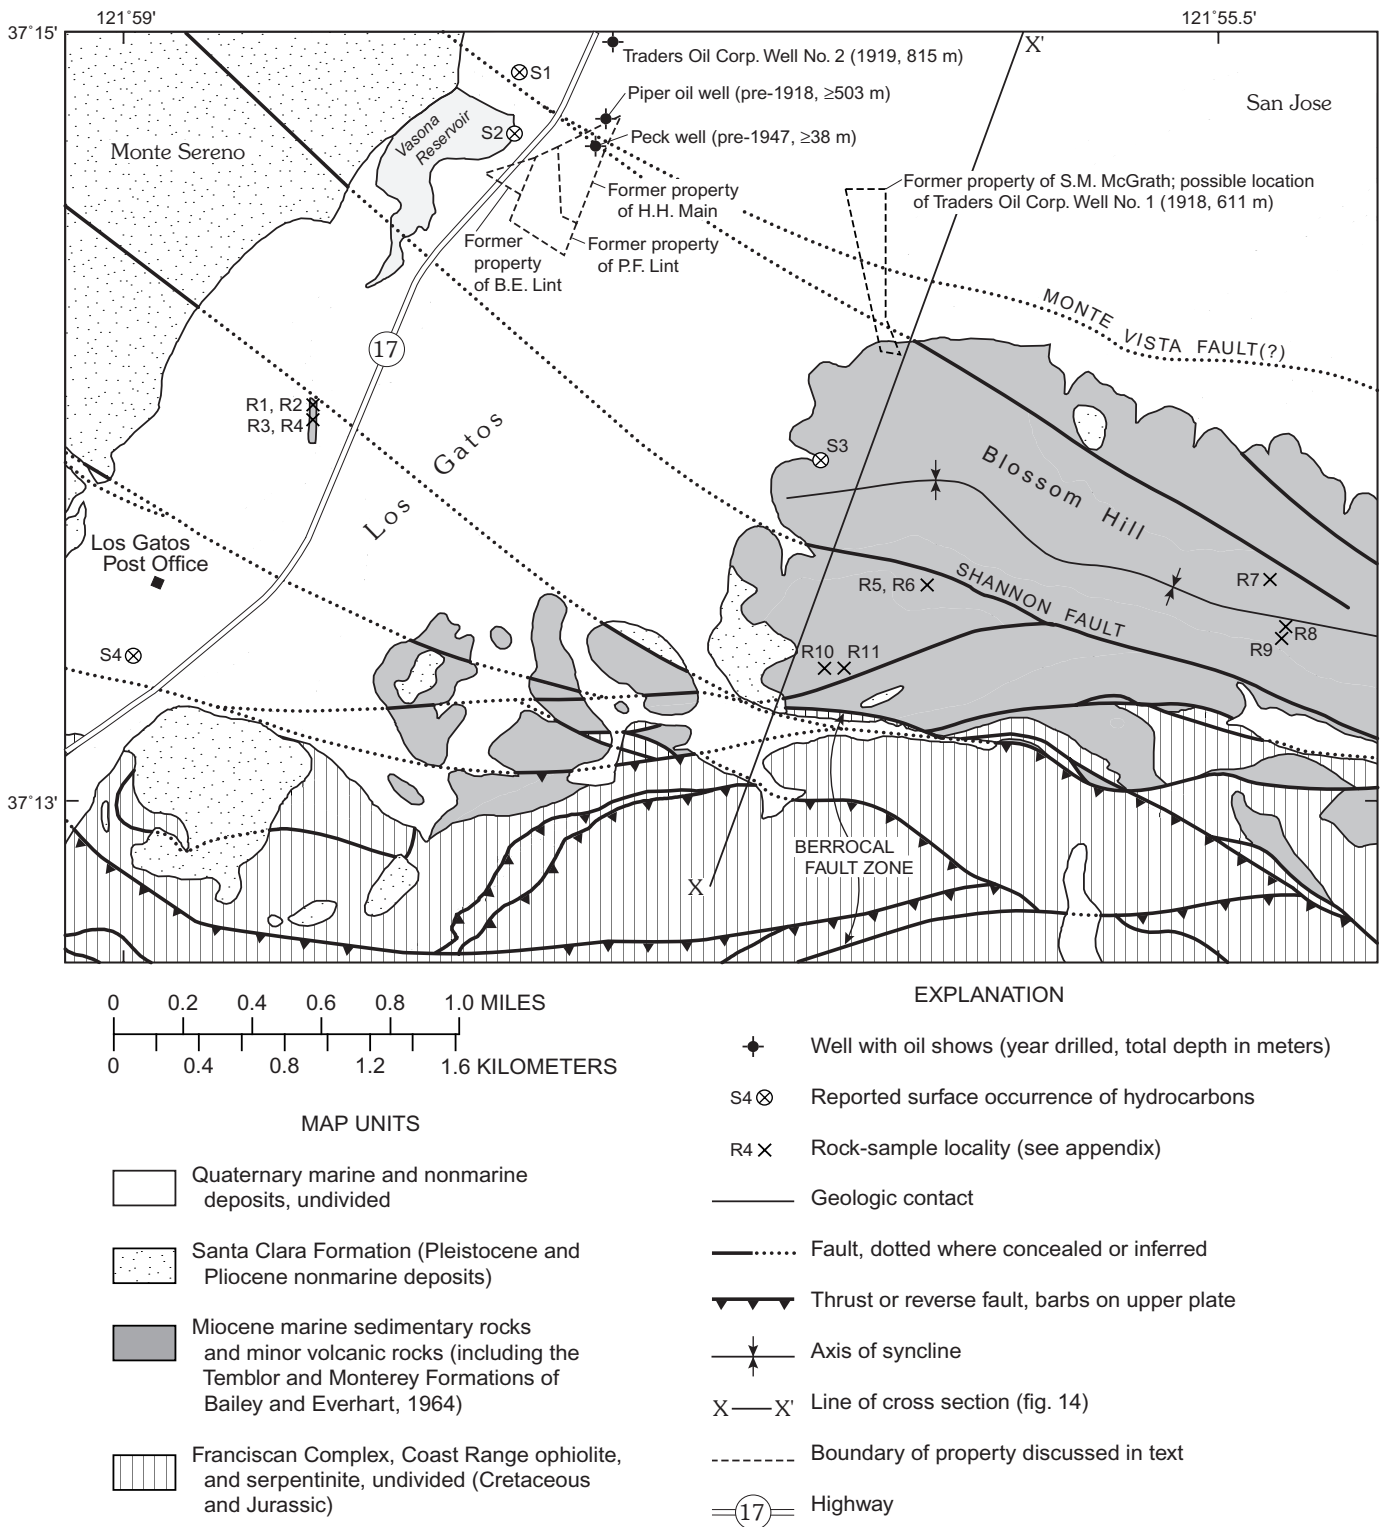 121°59'
121°55.5'
37°15'
X'
S1
Traders Oil Corp. Well No. 2 (1919, 815 m)
Piper oil well (pre-1918, ≥503 m)
San Jose
Vasona
Reservoir
S2
Peck well (pre-1947, ≥38 m)
Monte Sereno
Former property
of H.H. Main
Former property of S.M. McGrath; possible location
of Traders Oil Corp. Well No. 1 (1918, 611 m)
Former
property
of B.E. Lint
Former property
of P.F. Lint
MONTE VISTA FAULT(?)
17
R1, R2
R3, R4
Los Gatos
S3
Blossom Hill
Los Gatos
Post Office
R5, R6
SHANNON FAULT
R7
R8
R9
S4
R10 R11
37°13'
BERROCAL
FAULT ZONE
X
0 0.2 0.4 0.6 0.8 1.0 MILES
0 0.4 0.8 1.2 1.6 KILOMETERS
MAP UNITS
Quaternary marine and nonmarine
deposits, undivided
Santa Clara Formation (Pleistocene and
Pliocene nonmarine deposits)
Miocene marine sedimentary rocks
and minor volcanic rocks (including the
Temblor and Monterey Formations of
Bailey and Everhart, 1964)
Franciscan Complex, Coast Range ophiolite,
and serpentinite, undivided (Cretaceous
and Jurassic)
EXPLANATION
Well with oil shows (year drilled, total depth in meters)
S4 Reported surface occurrence of hydrocarbons
R4 Rock-sample locality (see appendix)
Geologic contact
Fault, dotted where concealed or inferred
Thrust or reverse fault, barbs on upper plate
Axis of syncline
X X' Line of cross section (fig. 14)
Boundary of property discussed in text
17 Highway